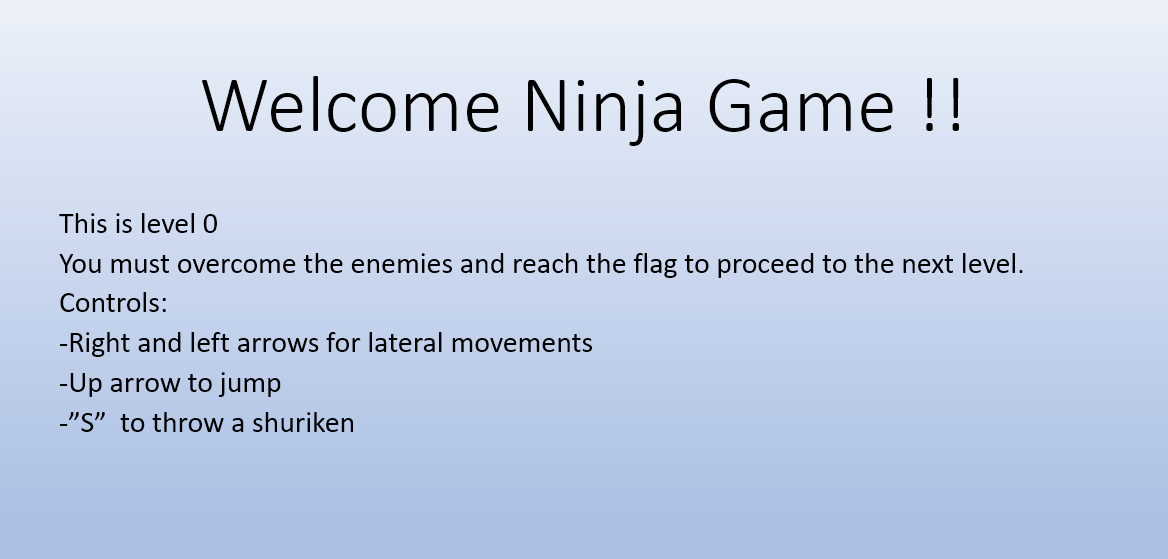 Welcome Ninja Game !!
This is level 0
You must overcome the enemies and reach the flag to proceed to the next level.
Controls:
-Right and left arrows for lateral movements
-Up arrow to jump
-”S”  to throw a shuriken